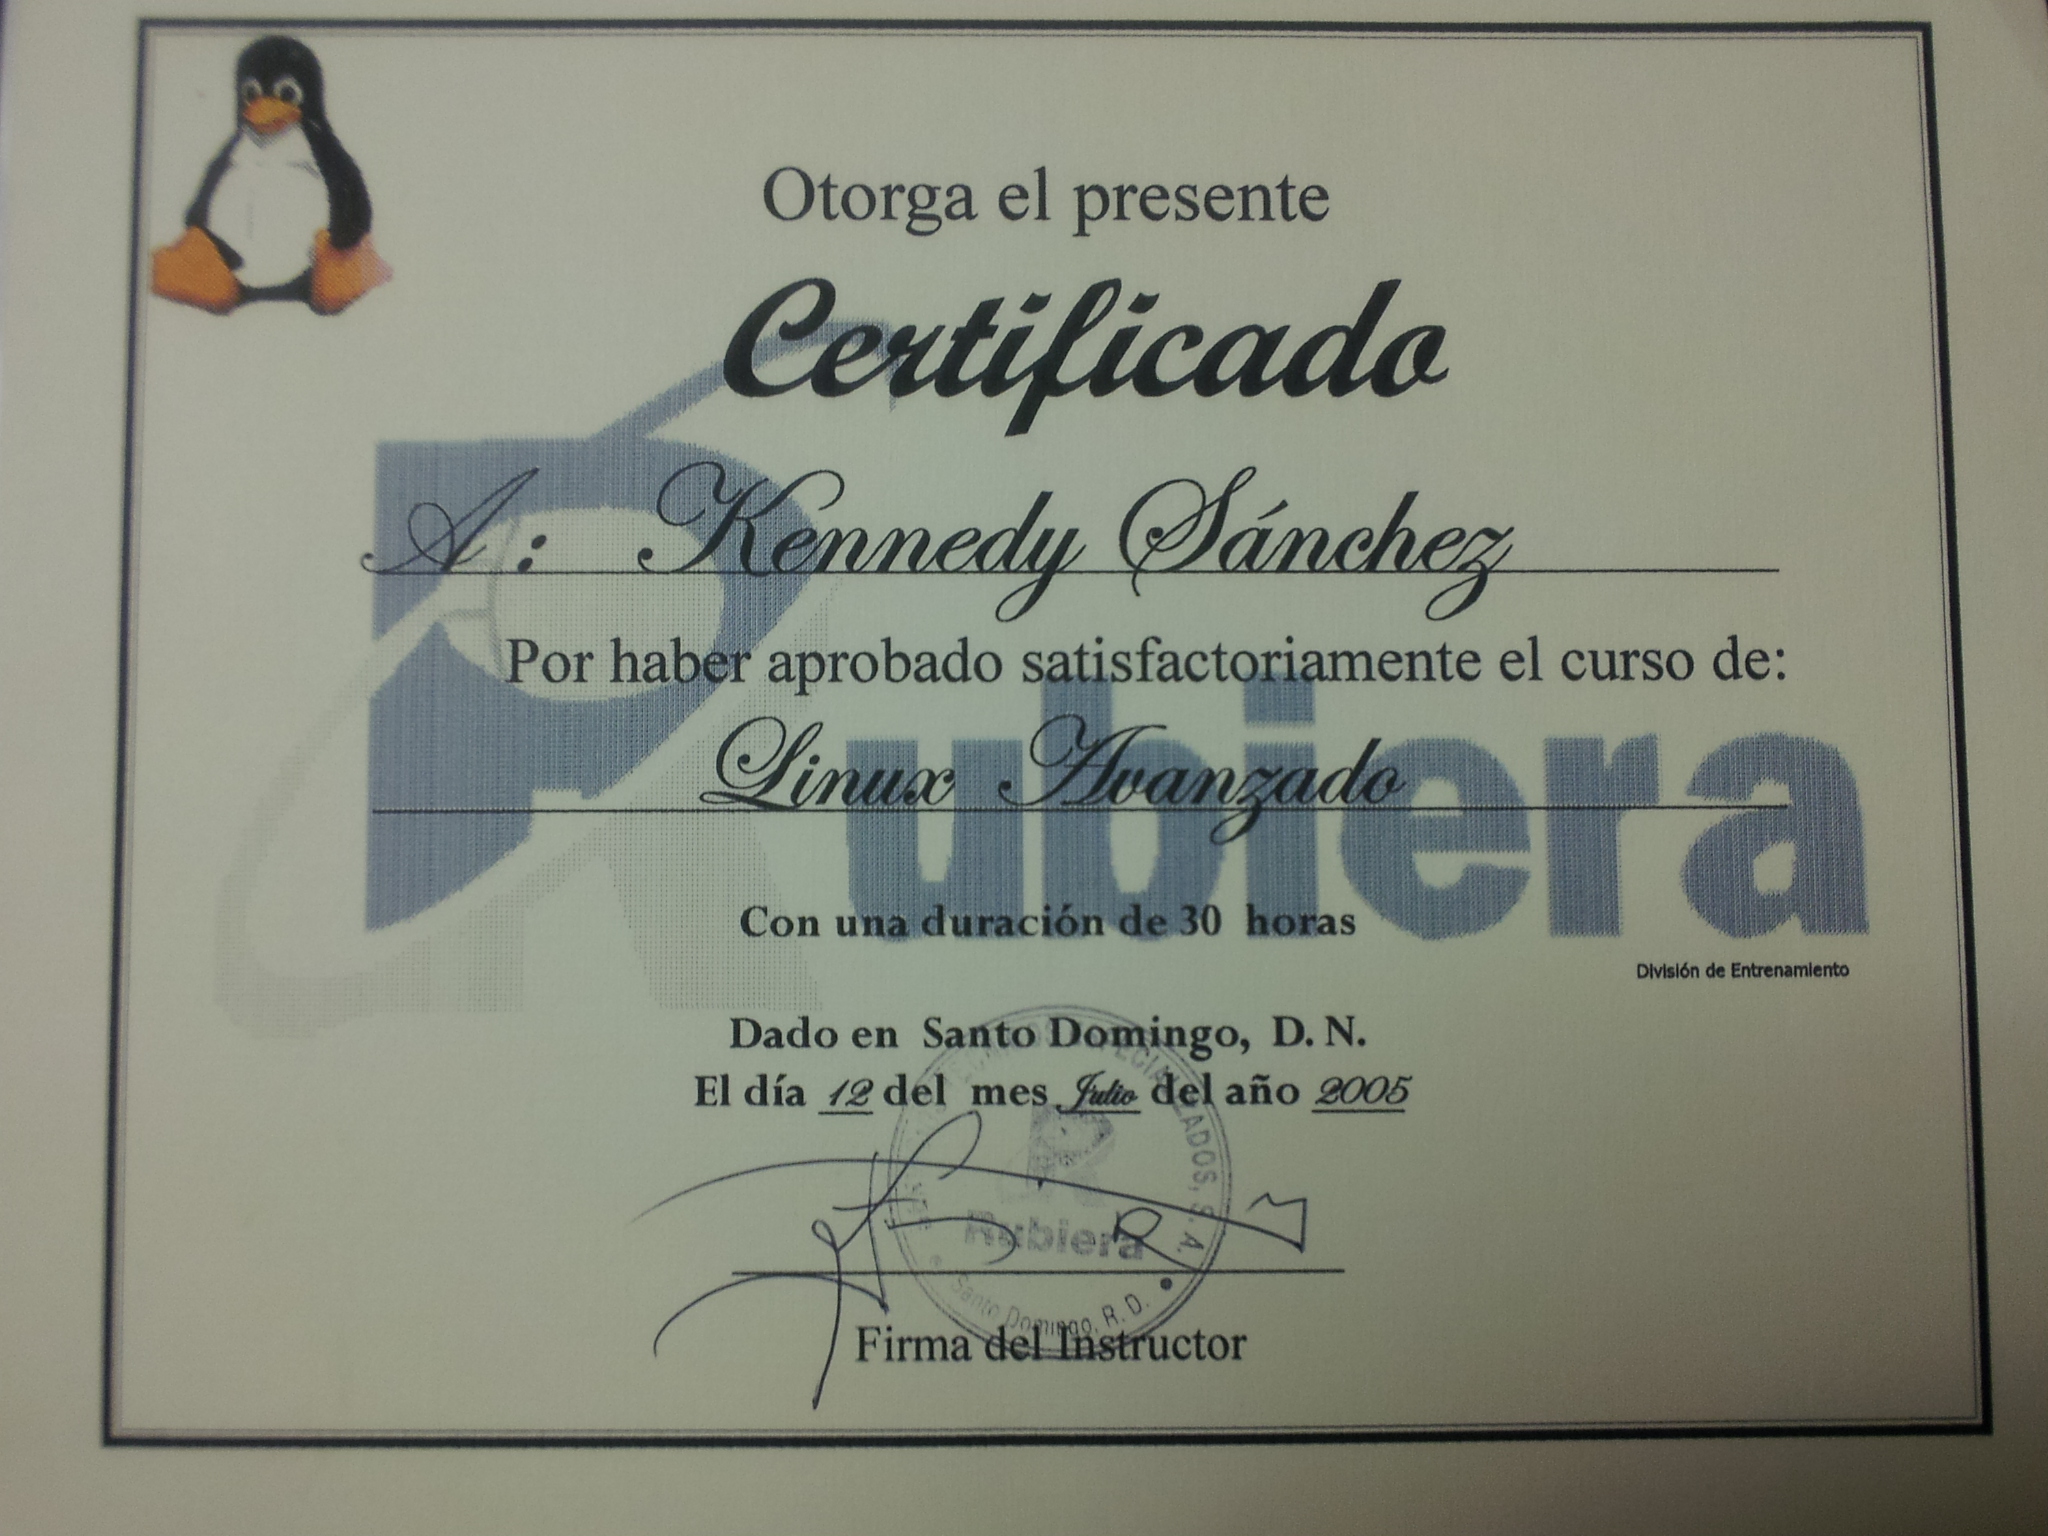 Otorga el presente
Certificado
A: Kennedy Sánchez
Por haber aprobado satisfactoriamente el curso de:
Linux Avanzado
Rubiera
Con una duración de 30 horas
División de Entrenamiento
Dado en Santo Domingo, D. N.
El día 12 del mes Julio del año 2005
ESPECIALIZADOS, S. A.
Rubiera
Santo Domingo, R. D.
Firma del Instructor